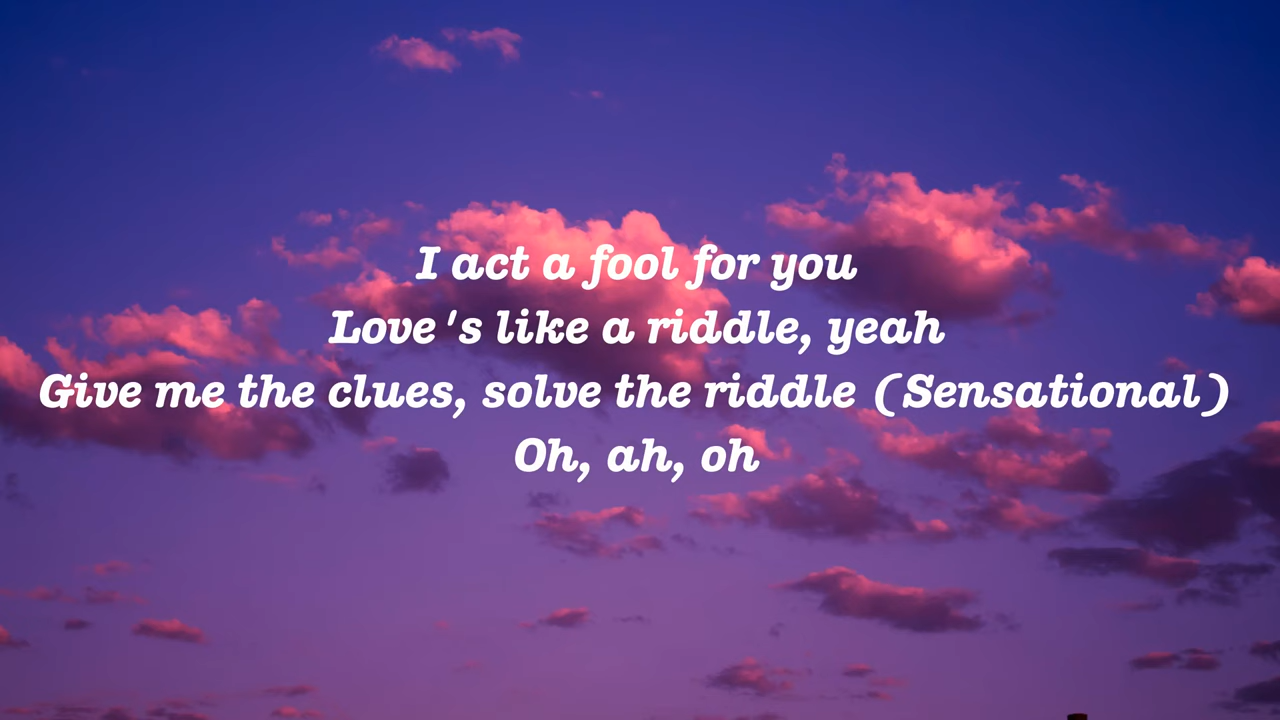 I act a fool for you
Love's like a riddle, yeah
Give me the clues, solve the riddle (Sensational)
Oh, ah, oh